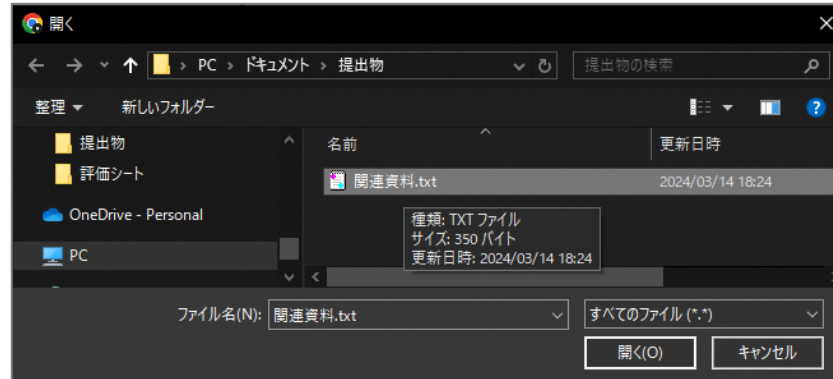 開く
PC › ドキュメント › 提出物
提出物の検索
整理
新しいフォルダー
提出物
評価シート
OneDrive - Personal
PC
名前
更新日時
関連資料.txt
2024/03/14 18:24
種類: TXT ファイル
サイズ: 350 バイト
更新日時: 2024/03/14 18:24
ファイル名(N):
関連資料.txt
すべてのファイル (*.*)
開く(O)
キャンセル